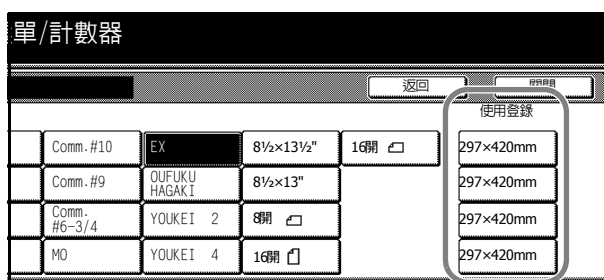 單/計數器
返回
關閉
使用登錄
Comm.#10
EX
8½×13½"
16開
297×420mm
Comm.#9
OUFUKU
HAGAKI
8½×13"
297×420mm
Comm.
#6-3/4
YOUKEI 2
8開
297×420mm
MO
YOUKEI 4
16開
297×420mm